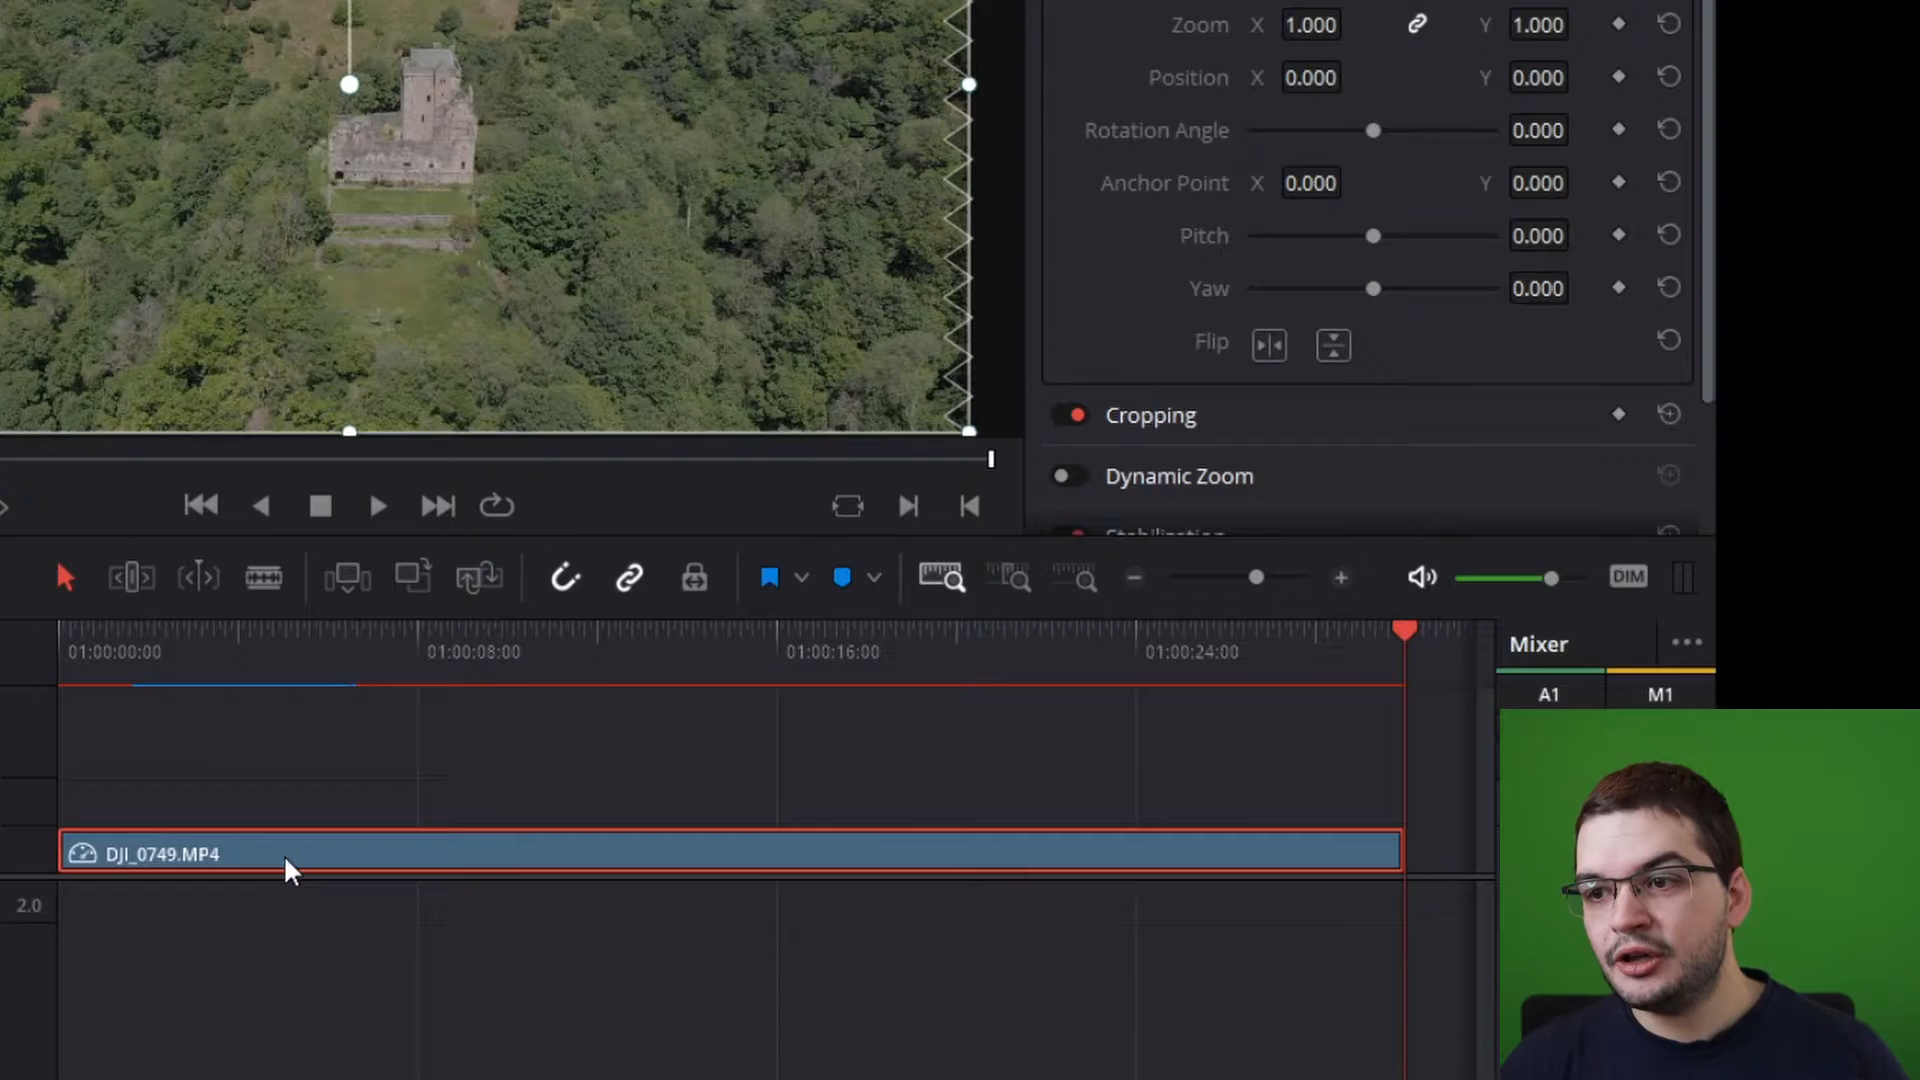 Zoom X 1.000 Y 1.000
Position X 0.000 Y 0.000
Rotation Angle 0.000
Anchor Point X 0.000 Y 0.000
Pitch 0.000
Yaw 0.000
Flip
Cropping
Dynamic Zoom
Stabilization
DIM
01:00:00:00 01:00:08:00 01:00:16:00 01:00:24:00
Mixer
A1 M1
DJI_0749.MP4
2.0